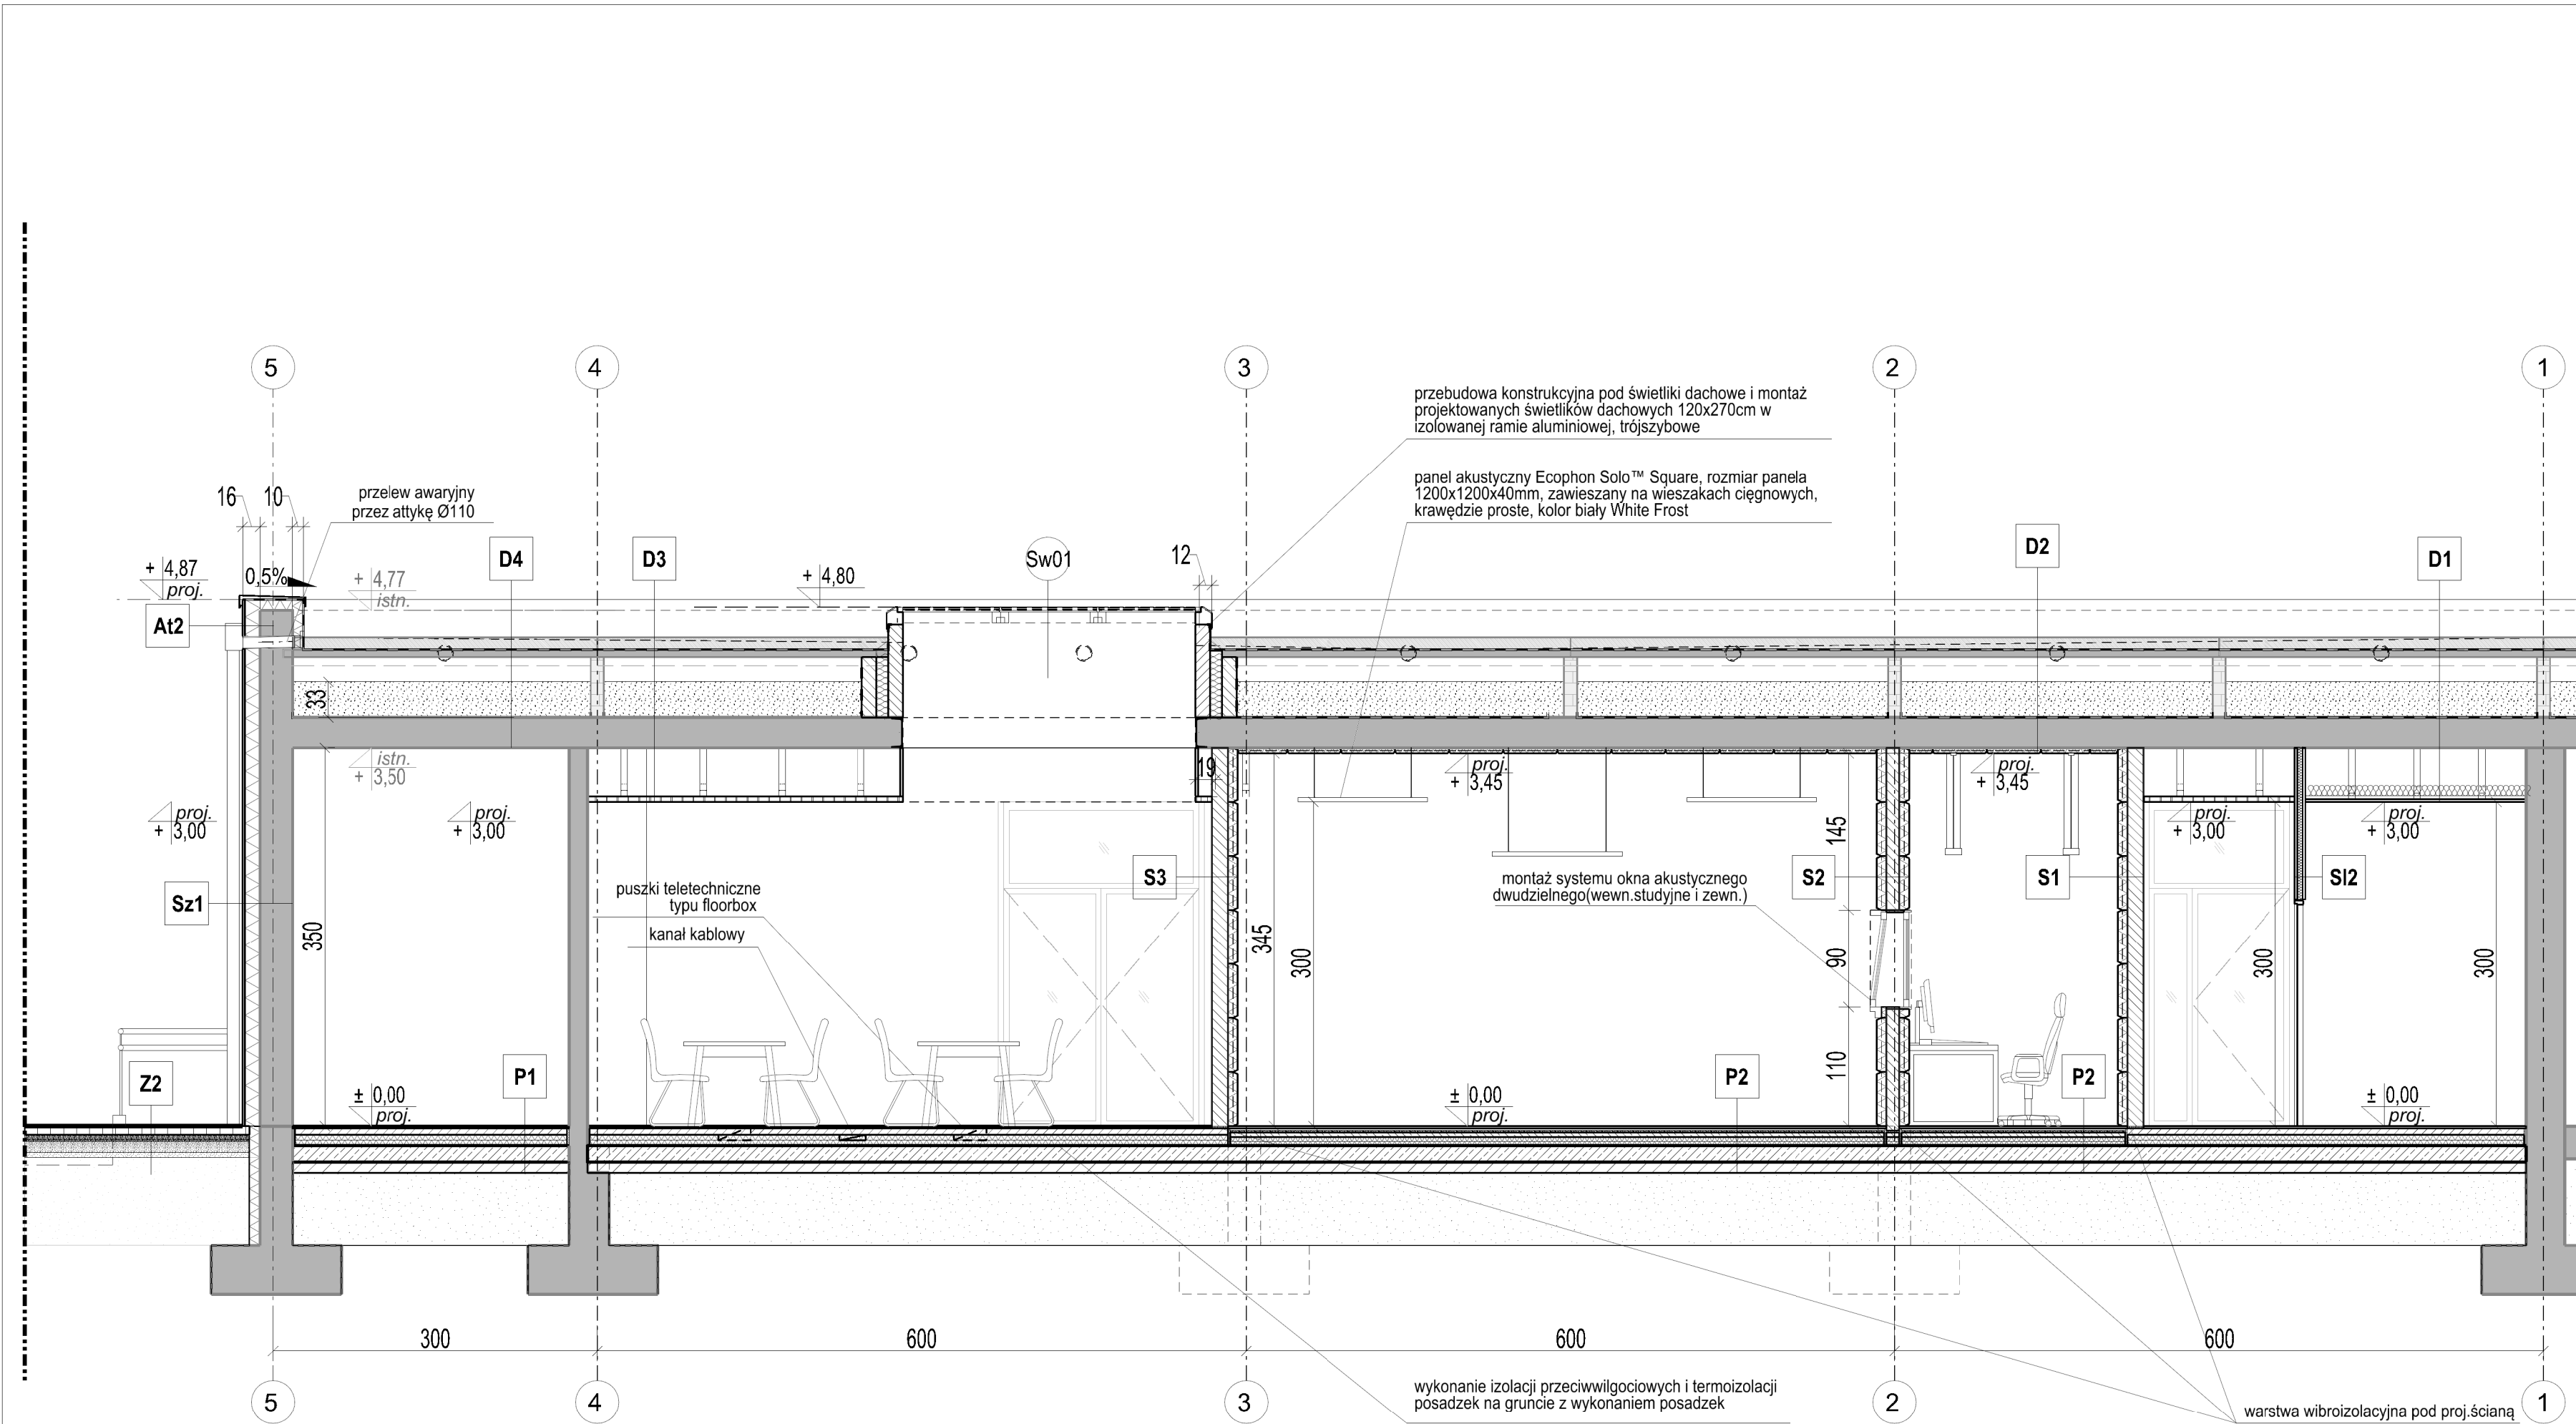 5
4
3
2
1
przebudowa konstrukcyjna pod świetliki dachowe i montaż
projektowanych świetlików dachowych 120x270cm w
izolowanej ramie aluminiowej, trójszybowe
panel akustyczny Ecophon Solo™ Square, rozmiar panela
1200x1200x40mm, zawieszany na wieszakach cięgnowych,
krawędzie proste, kolor biały White Frost
16
10
przelew awaryjny
przez attykę Ø110
+ 4,87
proj.
0,5%
+ 4,77
istn.
D4
D3
+ 4,80
Sw01
12
D2
D1
At2
33
istn.
+ 3,50
19
proj.
+ 3,45
proj.
+ 3,45
proj.
+ 3,00
proj.
+ 3,00
proj.
+ 3,00
proj.
+ 3,00
145
Sz1
350
puszki teletechniczne
typu floorbox
kanał kablowy
S3
345
300
montaż systemu okna akustycznego
dwudzielnego(wewn.studyjne i zewn.)
S2
90
S1
300
Sl2
300
Z2
± 0,00
proj.
P1
± 0,00
proj.
P2
110
P2
± 0,00
proj.
300
600
600
600
5
4
3
2
1
wykonanie izolacji przeciwwilgociowych i termoizolacji
posadzek na gruncie z wykonaniem posadzek
warstwa wibroizolacyjna pod proj.ścianą